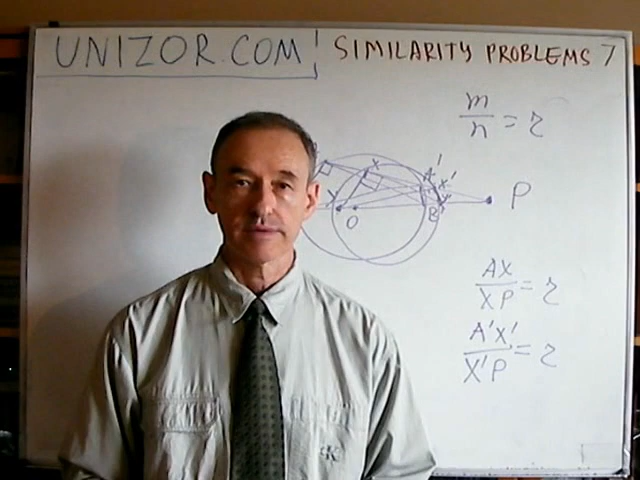 UNIZOR.COM
SIMILARITY PROBLEMS 7
m/n = r
A' X X'
Y O B P
AX/XP = r
A'X'/X'P = r